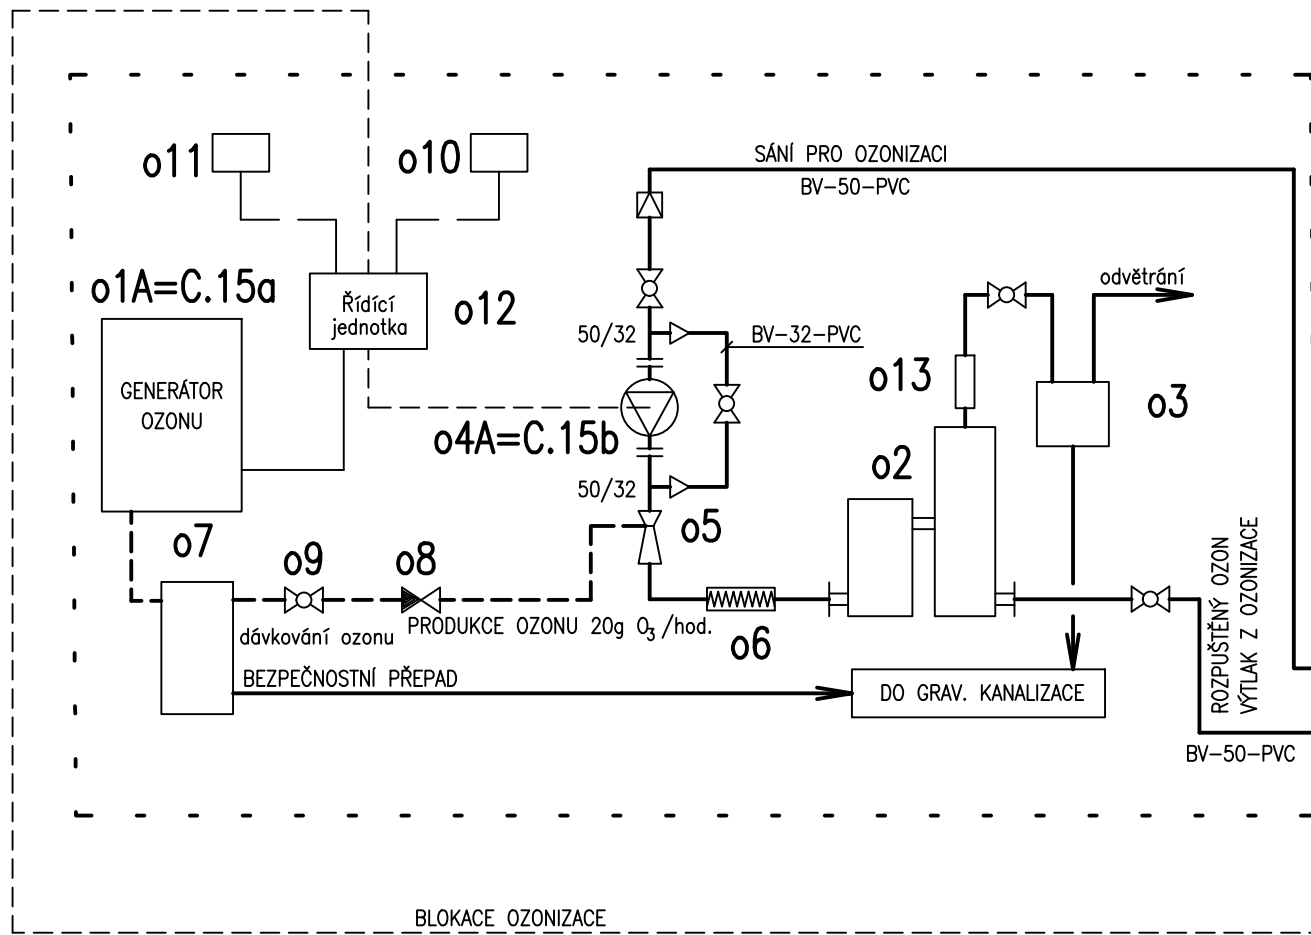 SÁNÍ PRO OZONIZACI
BV-50-PVC
o11
o10
o1A=C.15a
Řídící
jednotka
o12
odvětrání
50/32
BV-32-PVC
GENERÁTOR
OZONU
o13
o3
o4A=C.15b
o2
50/32
o5
o7
o9
o8
dávkování ozonu
PRODUKCE OZONU 20g O₃/hod.
o6
BEZPEČNOSTNÍ PŘEPAD
DO GRAV. KANALIZACE
ROZPUŠTĚNÝ OZON
VÝTLAK Z OZONIZACE
BV-50-PVC
BLOKACE OZONIZACE